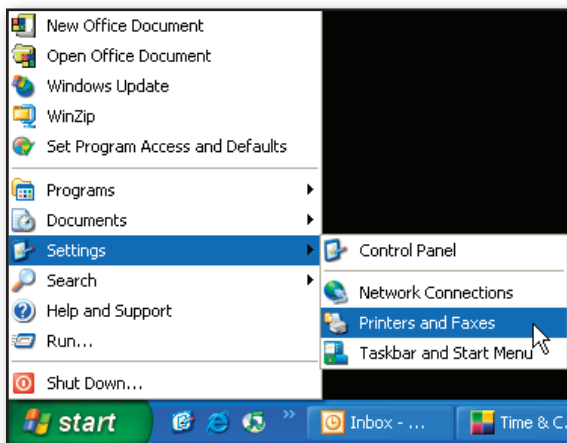 New Office Document
Open Office Document
Windows Update
WinZip
Set Program Access and Defaults
Programs
Documents
Settings
Search
Help and Support
Run...
Shut Down...
Control Panel
Network Connections
Printers and Faxes
Taskbar and Start Menu
start
»
Inbox - ...
Time & C.